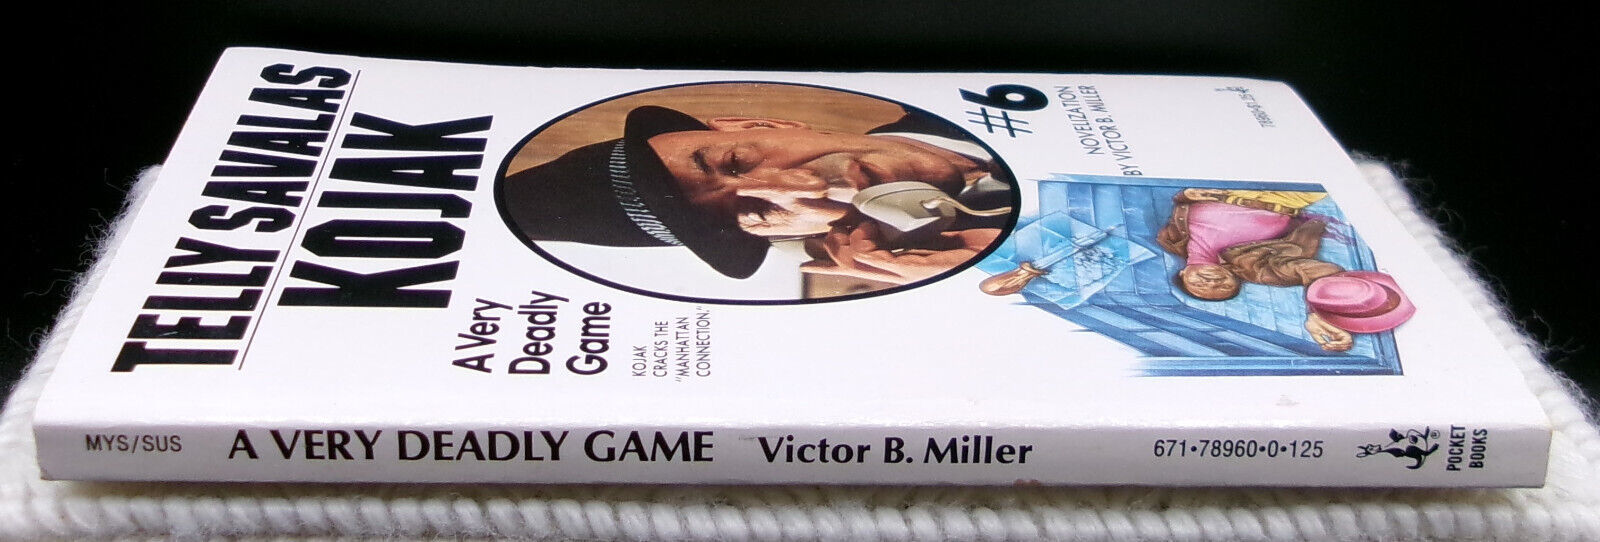 TELLY SAVALAS
KOJAK
A Very
Deadly
Game
KOJAK
CRACKS THE
"MANHATTAN
CONNECTION."
#6
NOVELIZATION
BY VICTOR B. MILLER
MYS/SUS A VERY DEADLY GAME Victor B. Miller 671•78960•0•125 ® POCKET
BOOKS